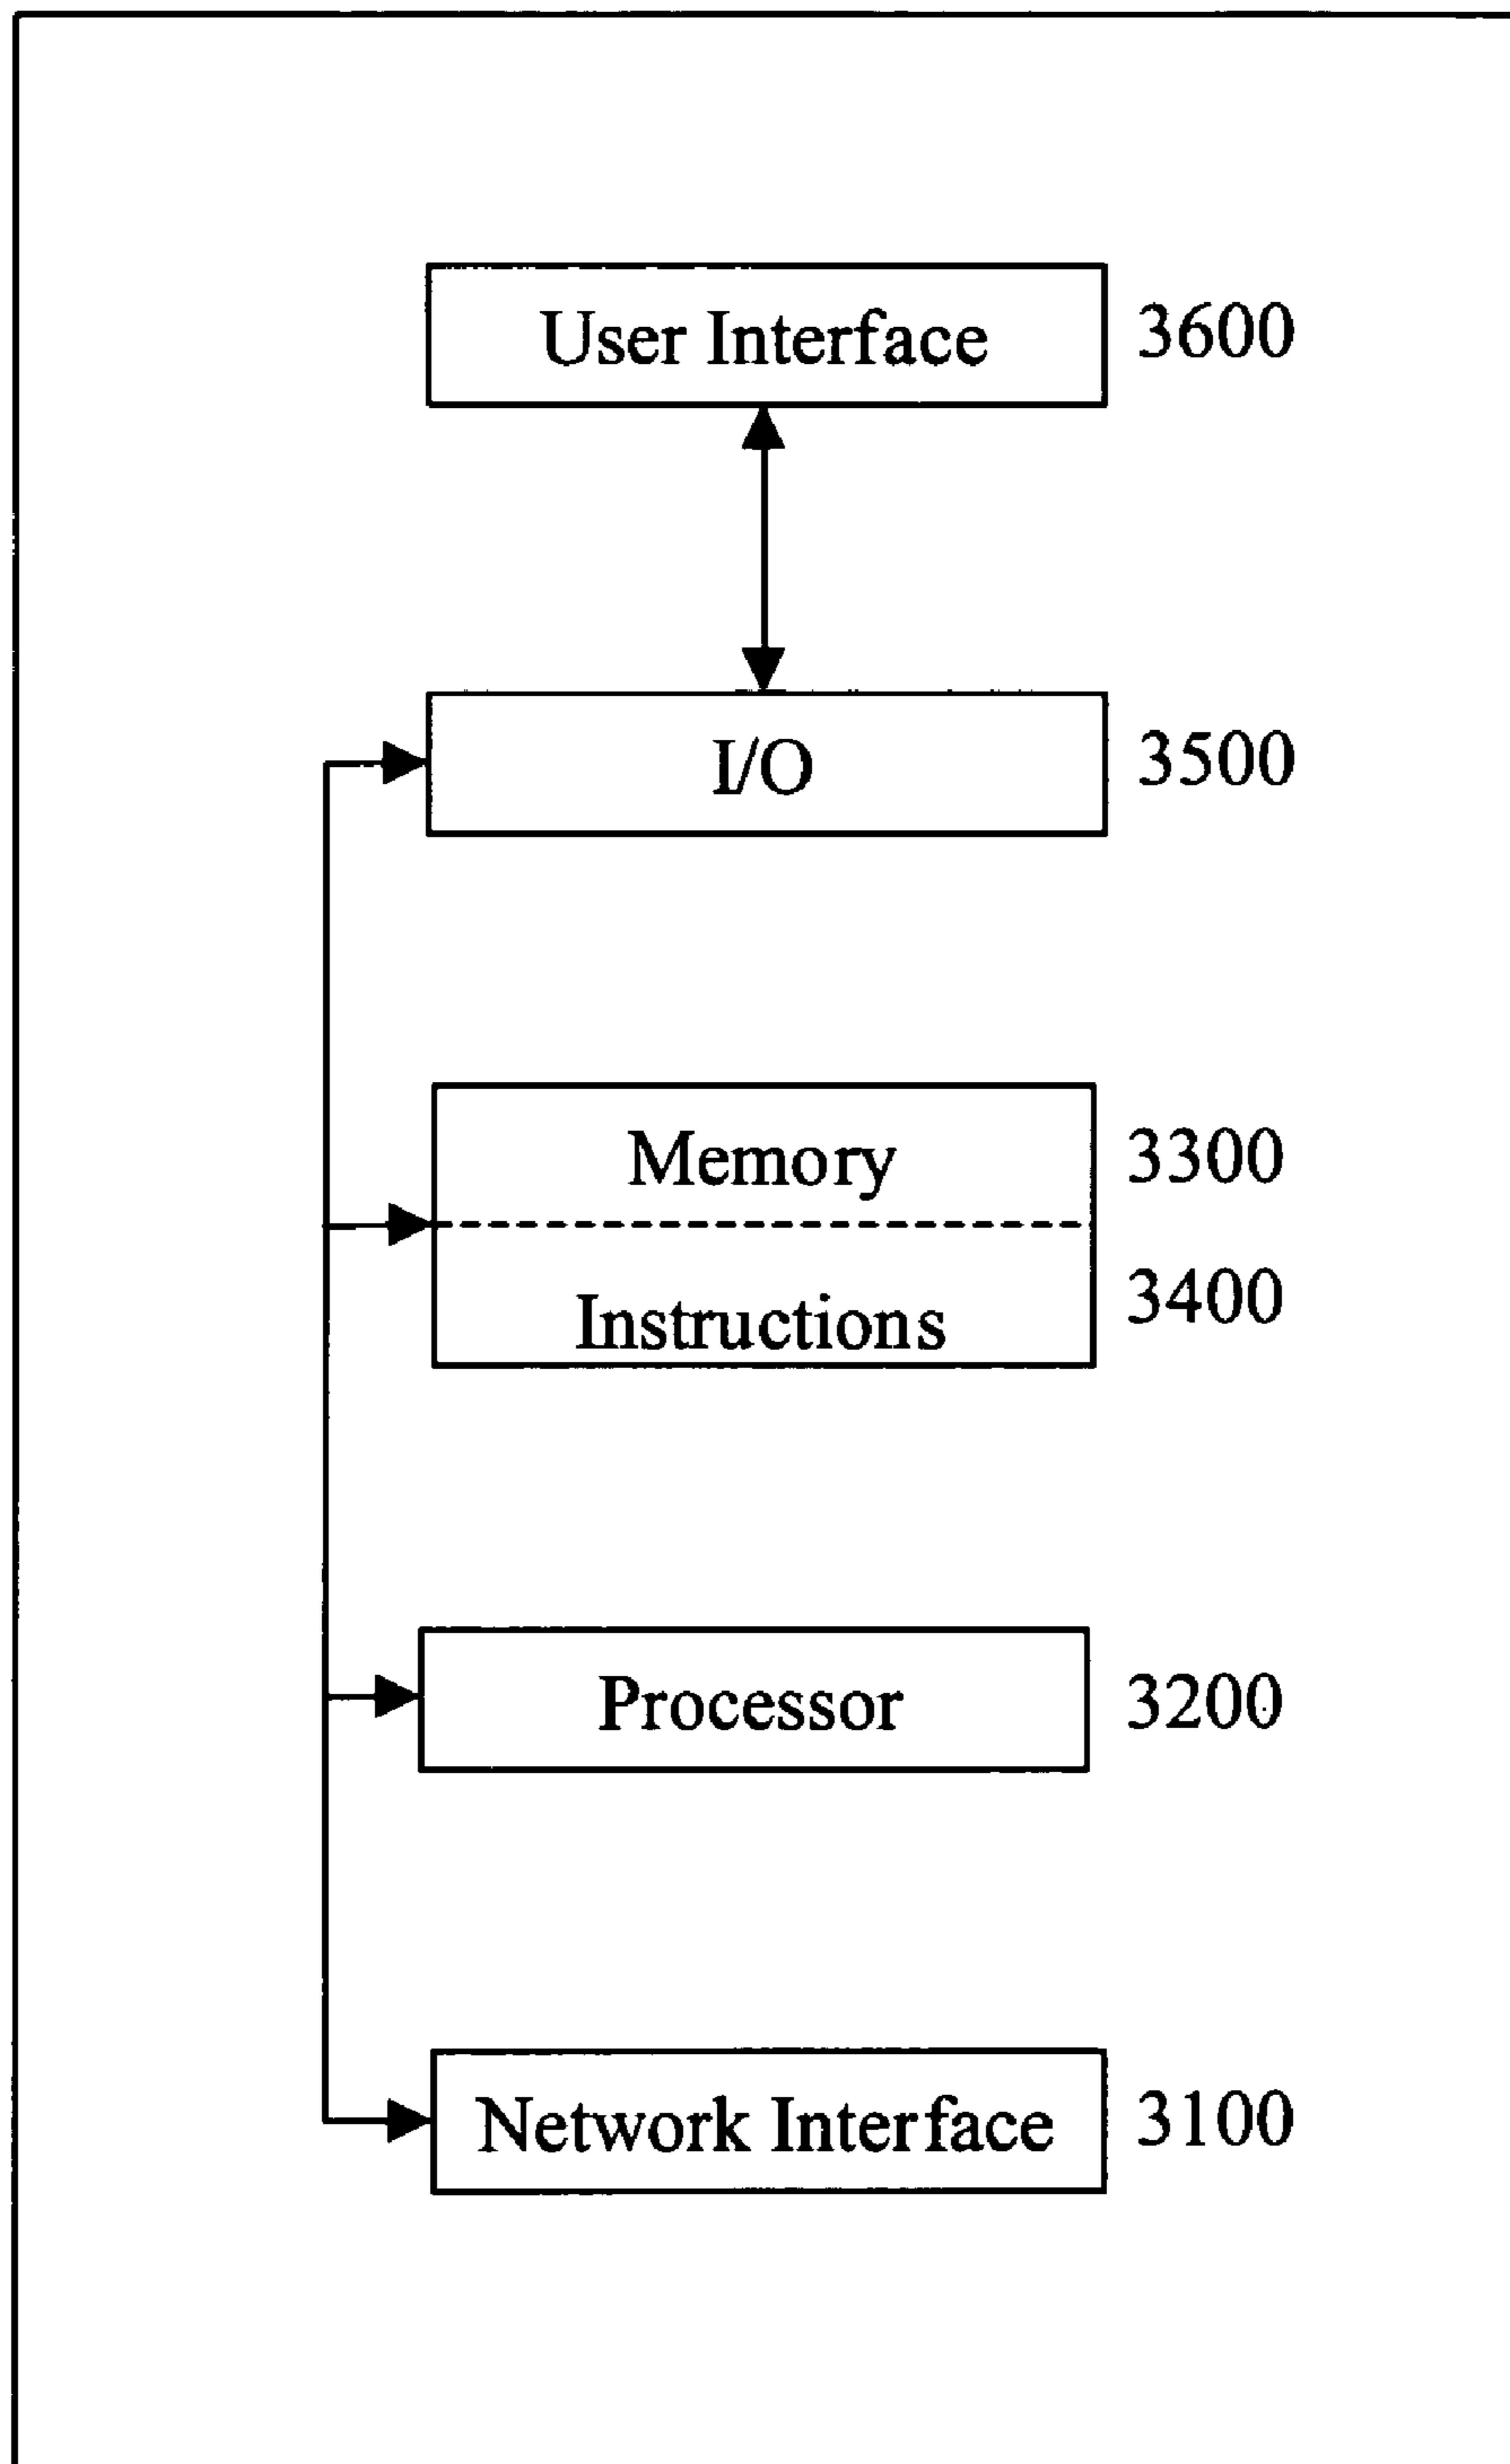 User Interface 3600
I/O 3500
Memory 3300
Instructions 3400
Processor 3200
Network Interface 3100